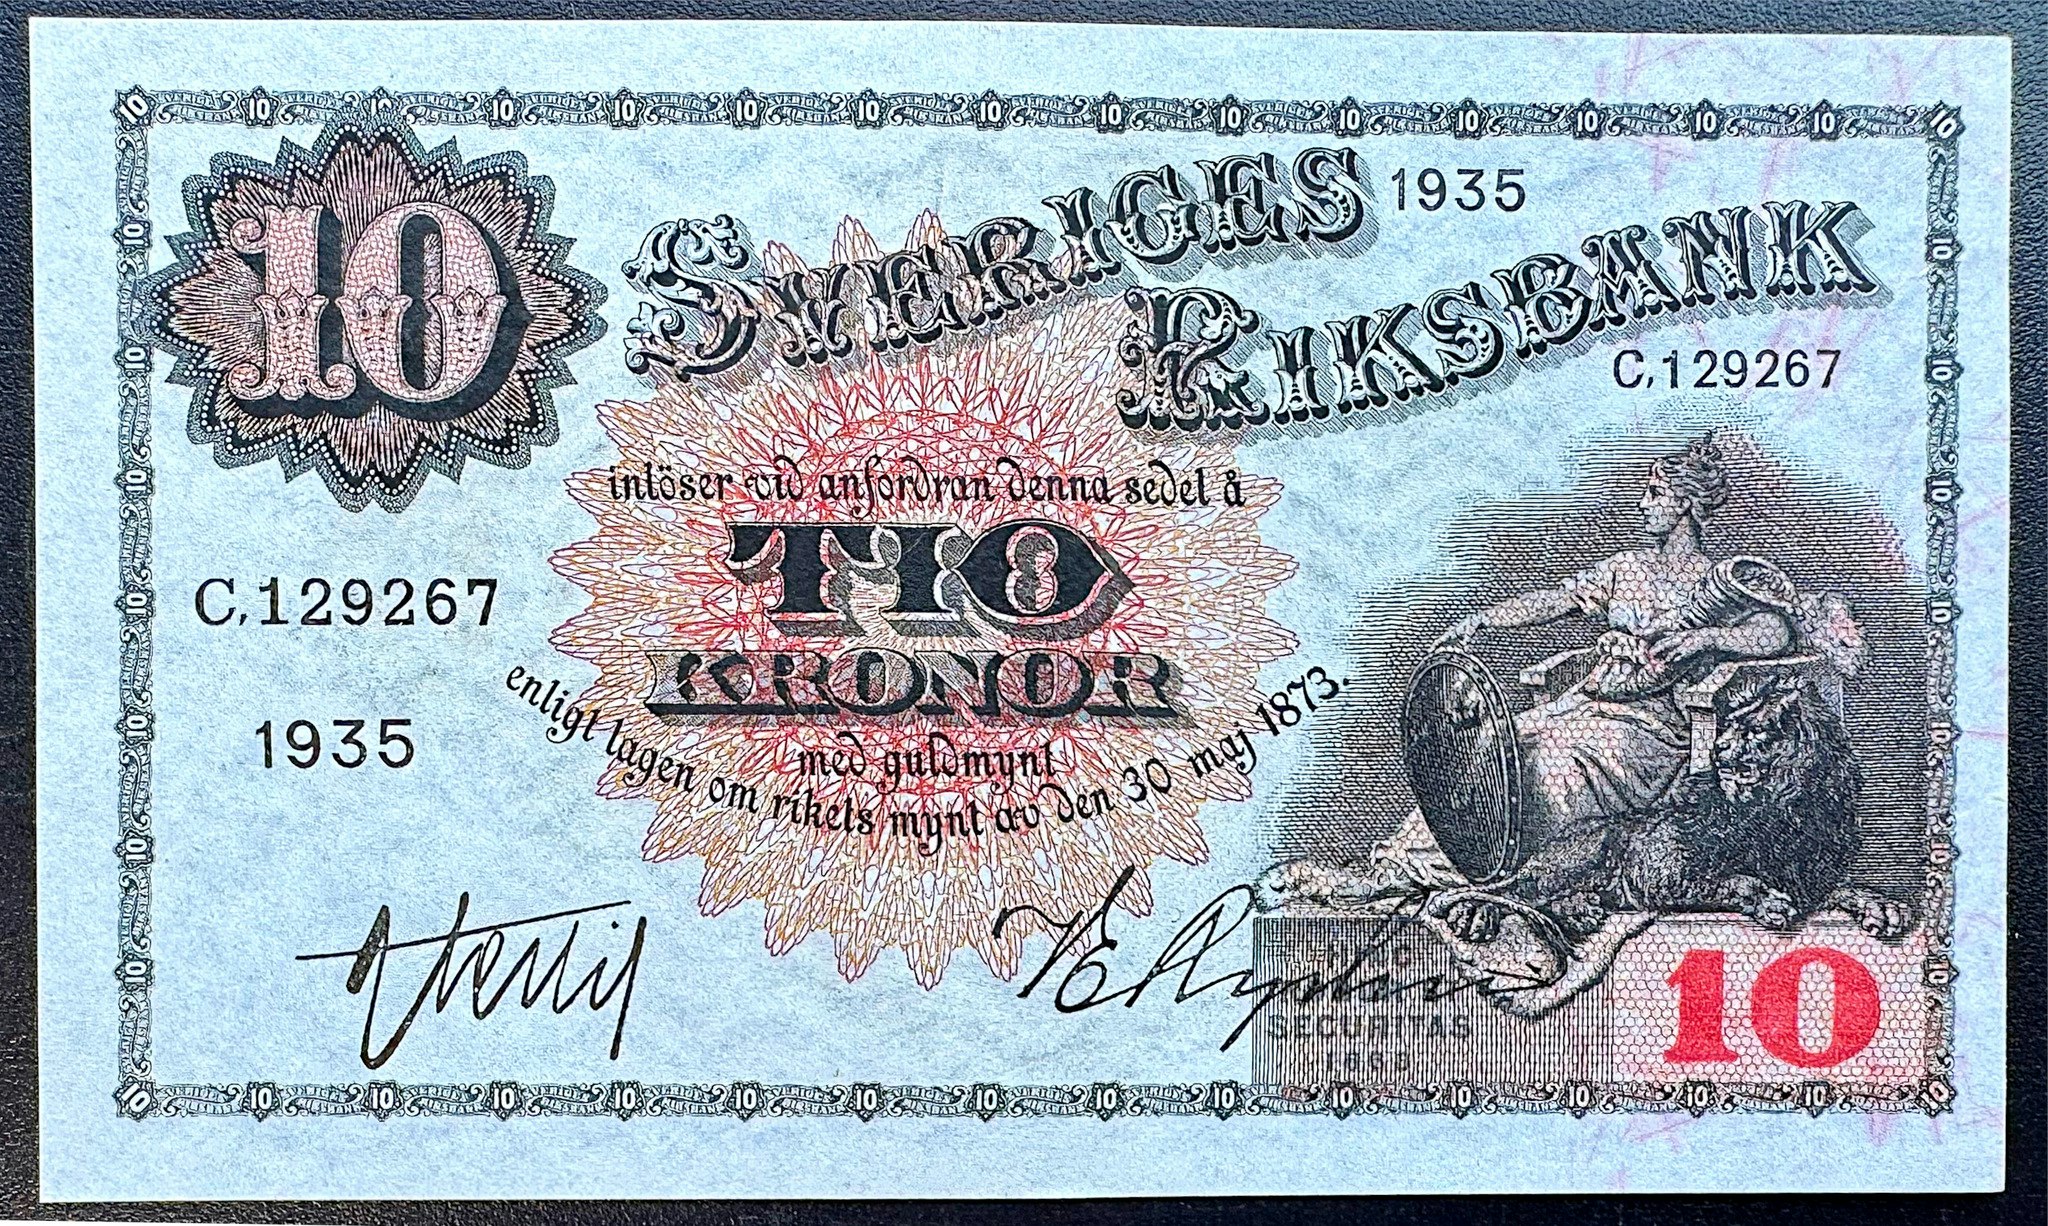 10
SVERIGES 1935
RIKSBANK
C.129267
inlöser vid anfordran denna sedel å
TIO
KRONOR
C.129267
1935
med guldmynt
enligt lagen om rikets mynt av den 30 maj 1873.
SECURITAS
10